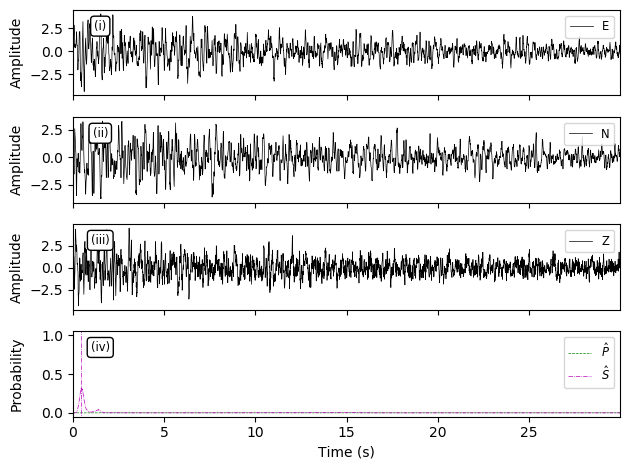 (i)
E
Amplitude
2.5
0.0
−2.5
(ii)
N
Amplitude
2.5
0.0
−2.5
(iii)
Z
Amplitude
2.5
0.0
−2.5
(iv)
P̂
Ŝ
Probability
1.0
0.5
0.0
0 5 10 15 20 25
Time (s)